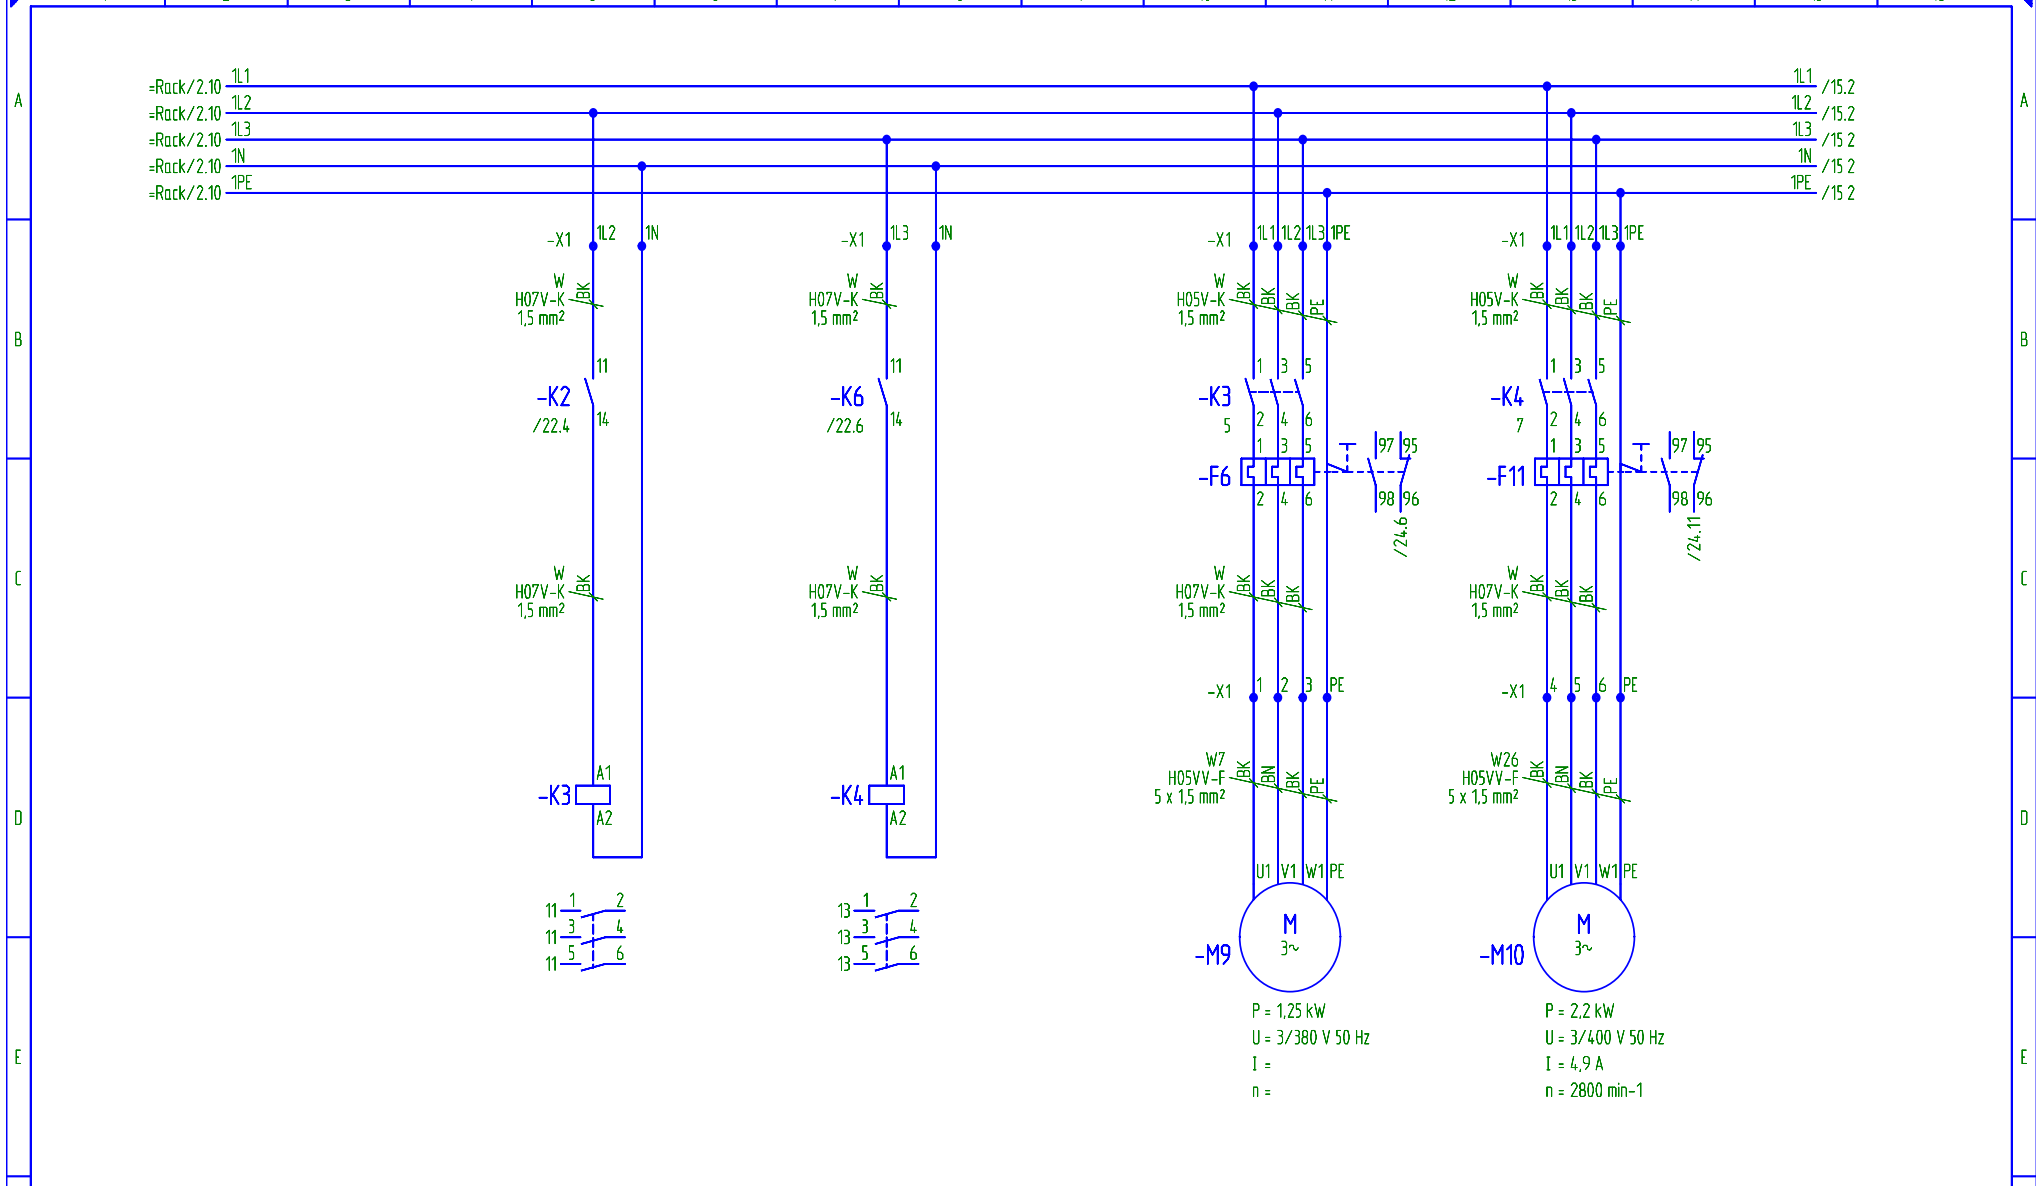 1L1
=Rack/2.10
1L1
/15.2
1L2
=Rack/2.10
1L2
/15.2
1L3
=Rack/2.10
1L3
/15 2
1N
=Rack/2.10
1N
/15 2
1PE
=Rack/2.10
1PE
/15 2
A
A
-X1 1L2 1N
-X1 1L3 1N
-X1 1L1 1L2 1L3 1PE
-X1 1L1 1L2 1L3 1PE
W
H07V-K
1,5 mm²
BK
W
H07V-K
1,5 mm²
BK
W
H05V-K
1,5 mm²
BK BK BK PE
W
H05V-K
1,5 mm²
BK BK BK PE
B
B
11
-K2
/22.4
14
11
-K6
/22.6
14
1 3 5
-K3
5
2 4 6
1 3 5
-K4
7
2 4 6
1 3 5
97 95
-F6
2 4 6
98 96
/24.6
1 3 5
97 95
-F11
2 4 6
98 96
/24.11
C
C
W
H07V-K
1,5 mm²
BK
W
H07V-K
1,5 mm²
BK
W
H07V-K
1,5 mm²
BK BK BK
W
H07V-K
1,5 mm²
BK BK BK
-X1 1 2 3 PE
-X1 4 5 6 PE
W7
H05VV-F
5 x 1,5 mm²
BK BN BK PE
W26
H05VV-F
5 x 1,5 mm²
BK BN BK PE
A1
-K3
A2
A1
-K4
A2
D
D
U1 V1 W1 PE
U1 V1 W1 PE
11 1 2
11 3 4
11 5 6
13 1 2
13 3 4
13 5 6
M
3~
-M9
M
3~
-M10
P = 1,25 kW
U = 3/380 V 50 Hz
I =
n =
P = 2,2 kW
U = 3/400 V 50 Hz
I = 4,9 A
n = 2800 min-1
E
E